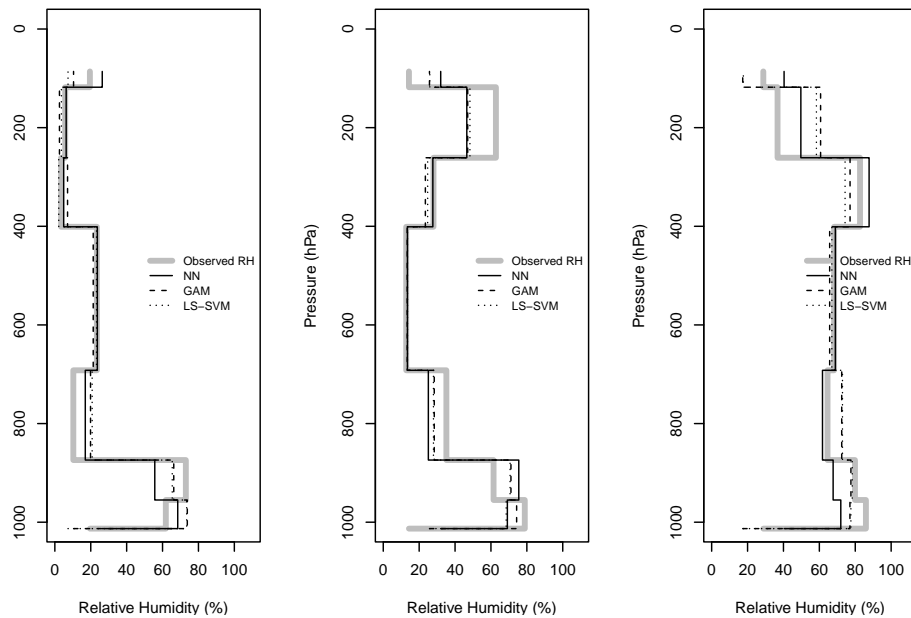 0
200
400
600
800
1000
Observed RH
NN
GAM
LS−SVM
0 20 40 60 80 100
Relative Humidity (%)
Pressure (hPa)
0
200
400
600
800
1000
Observed RH
NN
GAM
LS−SVM
0 20 40 60 80 100
Relative Humidity (%)
Pressure (hPa)
0
200
400
600
800
1000
Observed RH
NN
GAM
LS−SVM
0 20 40 60 80 100
Relative Humidity (%)